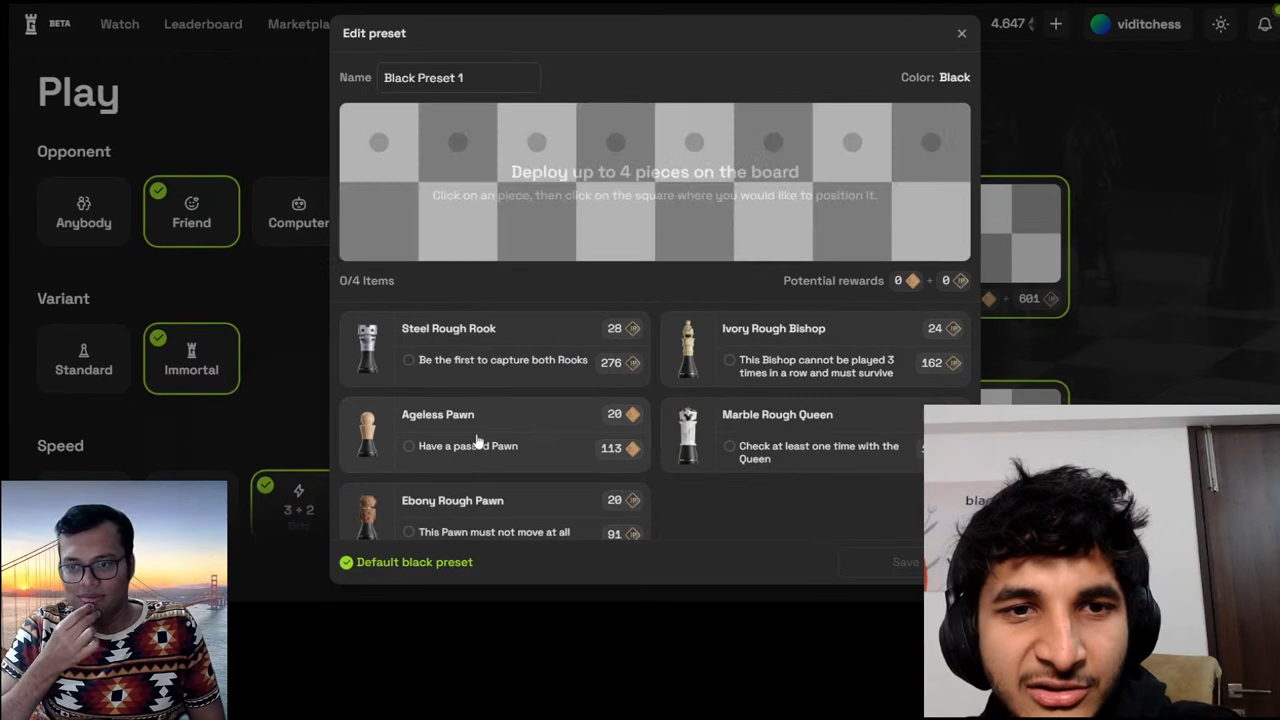 BETA
Watch
Leaderboard
Marketpla
4.647
viditchess
Edit preset
Name
Black Preset 1
Color: Black
Play
Opponent
Anybody
Friend
Computer
Deploy up to 4 pieces on the board
Click on an piece, then click on the square where you would like to position it.
0/4 Items
Potential rewards 0 + 0
+ 601
Variant
Standard
Immortal
Steel Rough Rook
28
Be the first to capture both Rooks
276
Ivory Rough Bishop
24
This Bishop cannot be played 3
times in a row and must survive
162
Ageless Pawn
20
Have a passed Pawn
113
Marble Rough Queen
Check at least one time with the
Queen
Speed
3 + 2
Ebony Rough Pawn
20
This Pawn must not move at all
91
Default black preset
Save